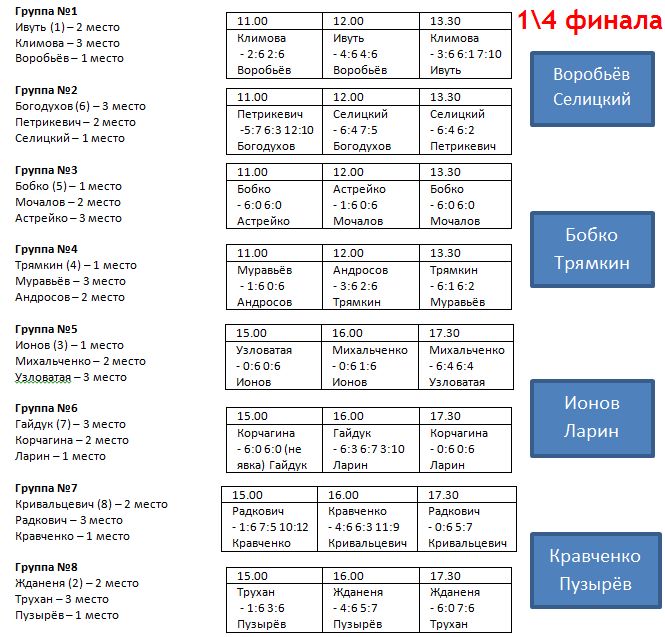 1\4 финала
Группа №1
Ивуть (1) – 2 место
Климова – 3 место
Воробьёв – 1 место
11.00 12.00 13.30
Климова Ивуть Климова
- 2:6 2:6 - 4:6 4:6 - 3:6 6:1 7:10
Воробьёв Воробьёв Ивуть
Воробьёв
Селицкий
Группа №2
Богодухов (6) – 3 место
Петрикевич – 2 место
Селицкий – 1 место
11.00 12.00 13.30
Петрикевич Селицкий Селицкий
-5:7 6:3 12:10 - 6:4 7:5 - 6:4 6:2
Богодухов Богодухов Петрикевич
Группа №3
Бобко (5) – 1 место
Мочалов – 2 место
Астрейко – 3 место
11.00 12.00 13.30
Бобко Астрейко Бобко
- 6:0 6:0 - 1:6 0:6 - 6:0 6:0
Астрейко Мочалов Мочалов
Бобко
Трямкин
Группа №4
Трямкин (4) – 1 место
Муравьёв – 3 место
Андросов – 2 место
11.00 12.00 13.30
Муравьёв Андросов Трямкин
- 1:6 0:6 - 3:6 2:6 - 6:1 6:2
Андросов Трямкин Муравьёв
Группа №5
Ионов (3) – 1 место
Михальченко – 2 место
Узловатая – 3 место
15.00 16.00 17.30
Узловатая Михальченко Михальченко
- 0:6 0:6 - 0:6 1:6 - 6:4 6:4
Ионов Ионов Узловатая
Ионов
Ларин
Группа №6
Гайдук (7) – 3 место
Корчагина – 2 место
Ларин – 1 место
15.00 16.00 17.30
Корчагина Гайдук Корчагина
- 6:0 6:0 (не - 6:3 6:7 3:10 - 0:6 0:6
явка) Гайдук Ларин Ларин
Группа №7
Кривальцевич (8) – 2 место
Радкович – 3 место
Кравченко – 1 место
15.00 16.00 17.30
Радкович Кравченко Радкович
- 1:6 7:5 10:12 - 4:6 6:3 11:9 - 0:6 5:7
Кравченко Кривальцевич Кривальцевич
Кравченко
Пузырёв
Группа №8
Жданеня (2) – 2 место
Трухан – 3 место
Пузырёв – 1 место
15.00 16.00 17.30
Трухан Жданеня Жданеня
- 1:6 3:6 - 4:6 5:7 - 6:0 7:6
Пузырёв Пузырёв Трухан